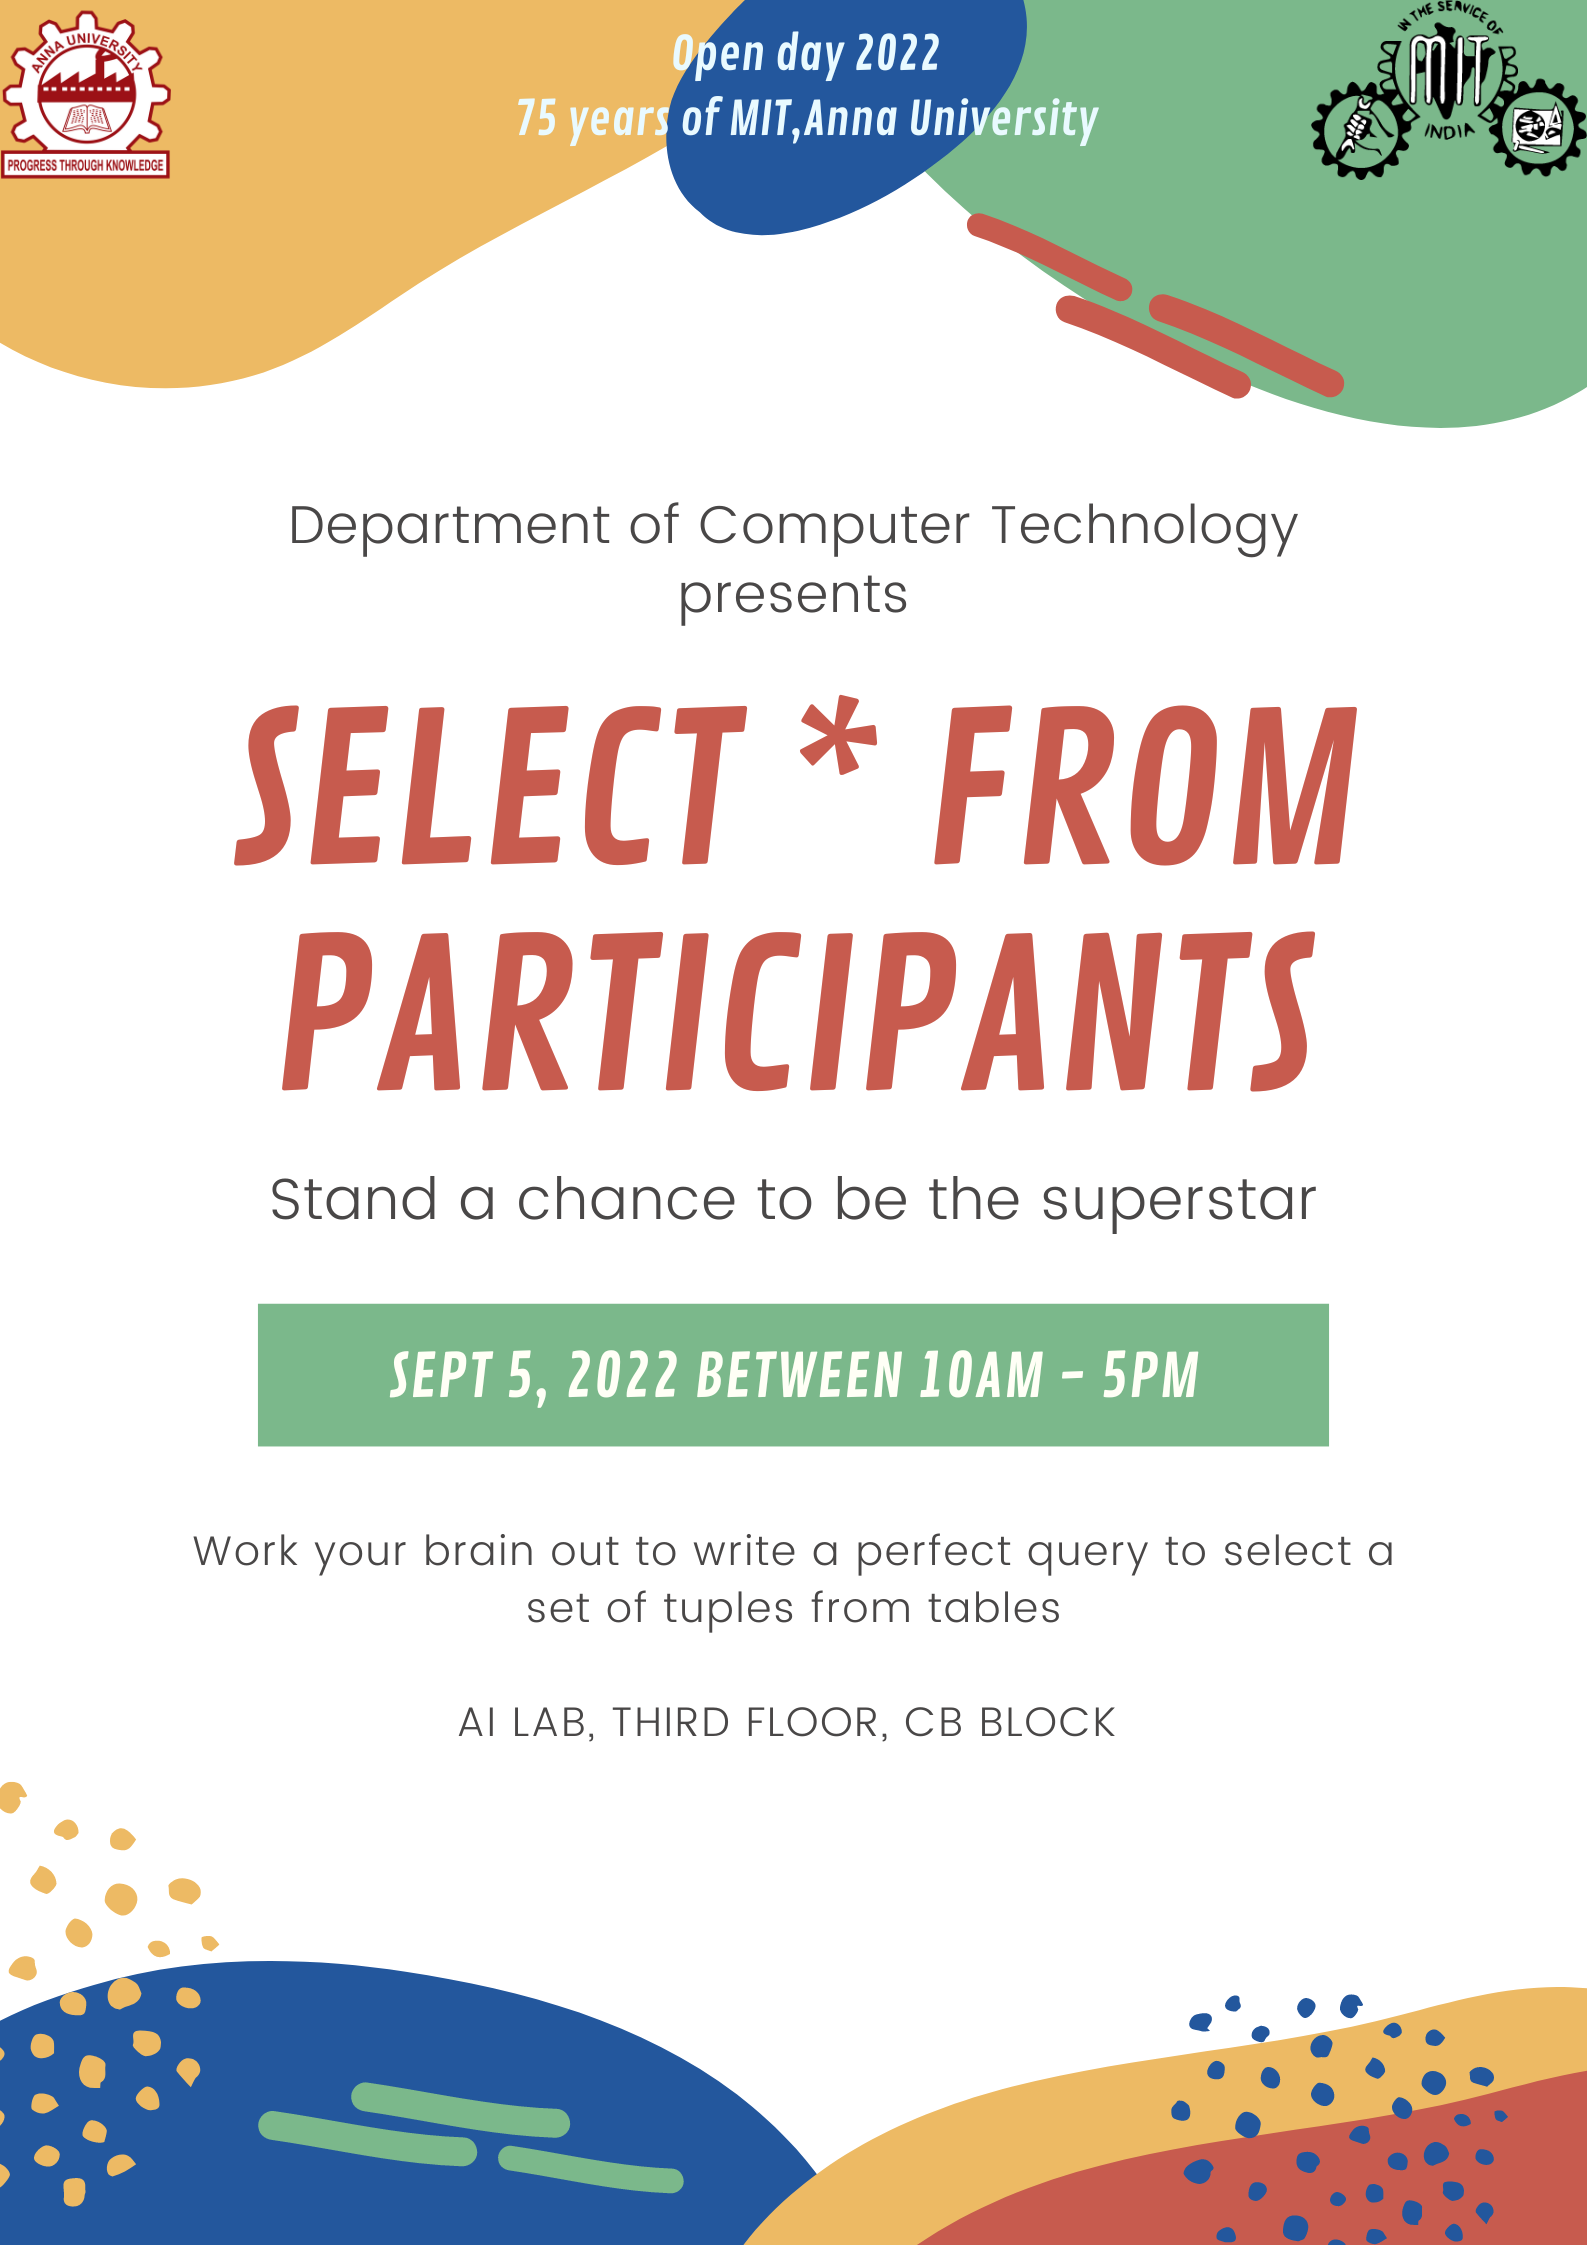 ANNA UNIVERSITY
PROGRESS THROUGH KNOWLEDGE
Open day 2022
75 years of MIT,Anna University
IN THE SERVICE OF
MIT
INDIA
Department of Computer Technology
presents
SELECT * FROM
PARTICIPANTS
Stand a chance to be the superstar
SEPT 5, 2022 BETWEEN 10AM - 5PM
Work your brain out to write a perfect query to select a
set of tuples from tables
AI LAB, THIRD FLOOR, CB BLOCK